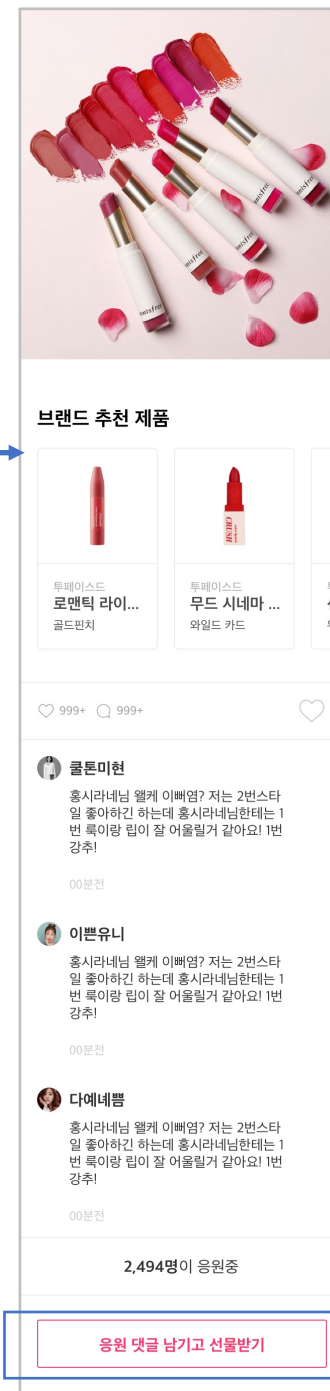 innisfree
innisfree
innisfree
innisfree
innisfree
브랜드 추천 제품
CRUSH
투페이스드
로맨틱 라이...
골드핀치
투페이스드
무드 시네마 ...
와일드 카드
999+ 999+
쿨톤미현
홍시라네님 왤케 이뻐염? 저는 2번스타
일 좋아하긴 하는데 홍시라네님한테는 1
번 룩이랑 립이 잘 어울릴거 같아요! 1번
강추!
00분전
이쁜유니
홍시라네님 왤케 이뻐염? 저는 2번스타
일 좋아하긴 하는데 홍시라네님한테는 1
번 룩이랑 립이 잘 어울릴거 같아요! 1번
강추!
00분전
다예네쁨
홍시라네님 왤케 이뻐염? 저는 2번스타
일 좋아하긴 하는데 홍시라네님한테는 1
번 룩이랑 립이 잘 어울릴거 같아요! 1번
강추!
00분전
2,494명이 응원중
응원 댓글 남기고 선물받기